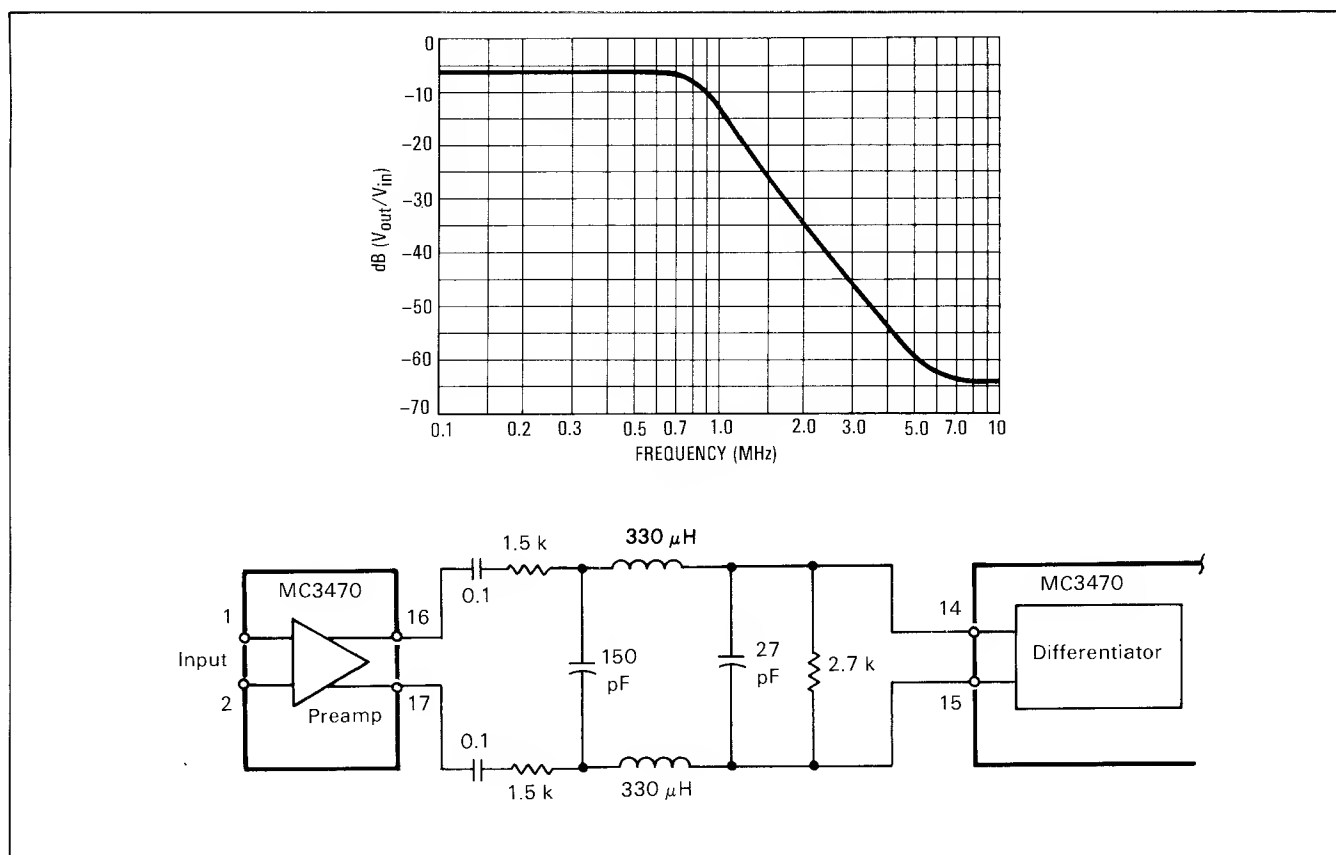 0
−10
−20
−30
−40
−50
−60
−70
dB (Vout/Vin)
0.1 0.2 0.3 0.5 0.7 1.0 2.0 3.0 5.0 7.0 10
FREQUENCY (MHz)
1.5 k
330 μH
0.1
MC3470
16
1
Input
2
Preamp
17
150
pF
27
pF
2.7 k
MC3470
14
Differentiator
15
0.1
1.5 k
330 μH